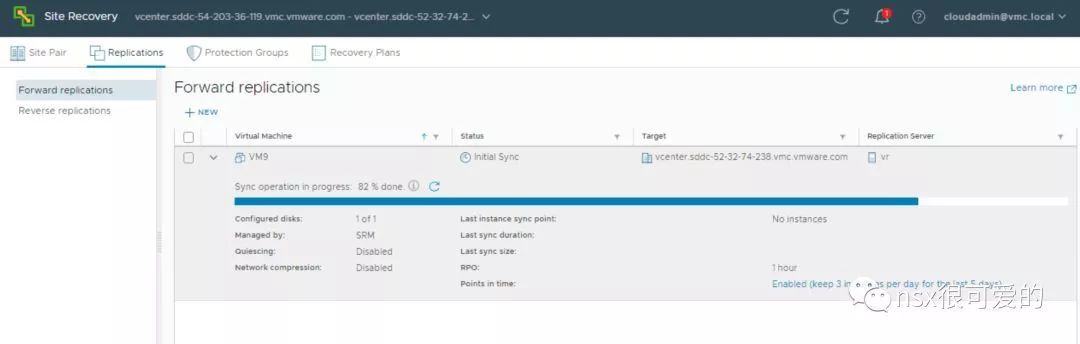 Site Recovery
vcenter.sddc-54-203-36-119.vmc.vmware.com - vcenter.sddc-52-32-74-2...
1
cloudadmin@vmc.local
Site Pair
Replications
Protection Groups
Recovery Plans
Forward replications
Reverse replications
Forward replications
Learn more
+ NEW
Virtual Machine Status Target Replication Server
VM9 Initial Sync vcenter.sddc-52-32-74-238.vmc.vmware.com vr
Sync operation in progress: 82 % done.
Configured disks: 1 of 1 Last instance sync point: No instances
Managed by: SRM Last sync duration:
Quiescing: Disabled Last sync size:
Network compression: Disabled RPO: 1 hour
Points in time: Enabled (keep 3 per day for the last 5 days)
nsx很可爱的